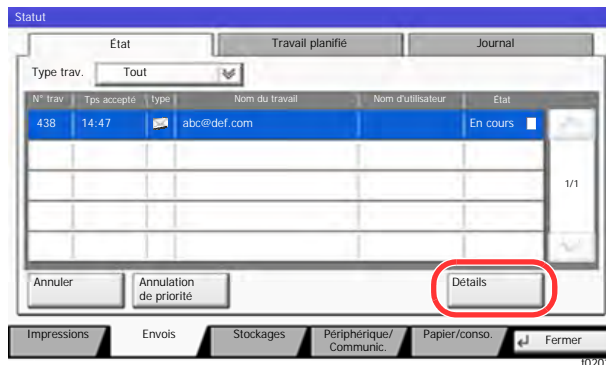 Statut
État Travail planifié Journal
Type trav. Tout
N° trav Tps accepté type Nom du travail Nom d'utilisateur État
438 14:47 abc@def.com En cours
1/1
Annuler Annulation de priorité Détails
Impressions Envois Stockages Périphérique/ Communic. Papier/conso. Fermer